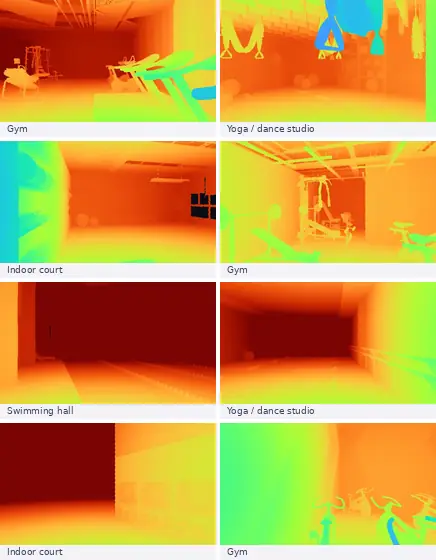 Gym
Yoga / dance studio
Indoor court
Gym
Swimming hall
Yoga / dance studio
Indoor court
Gym